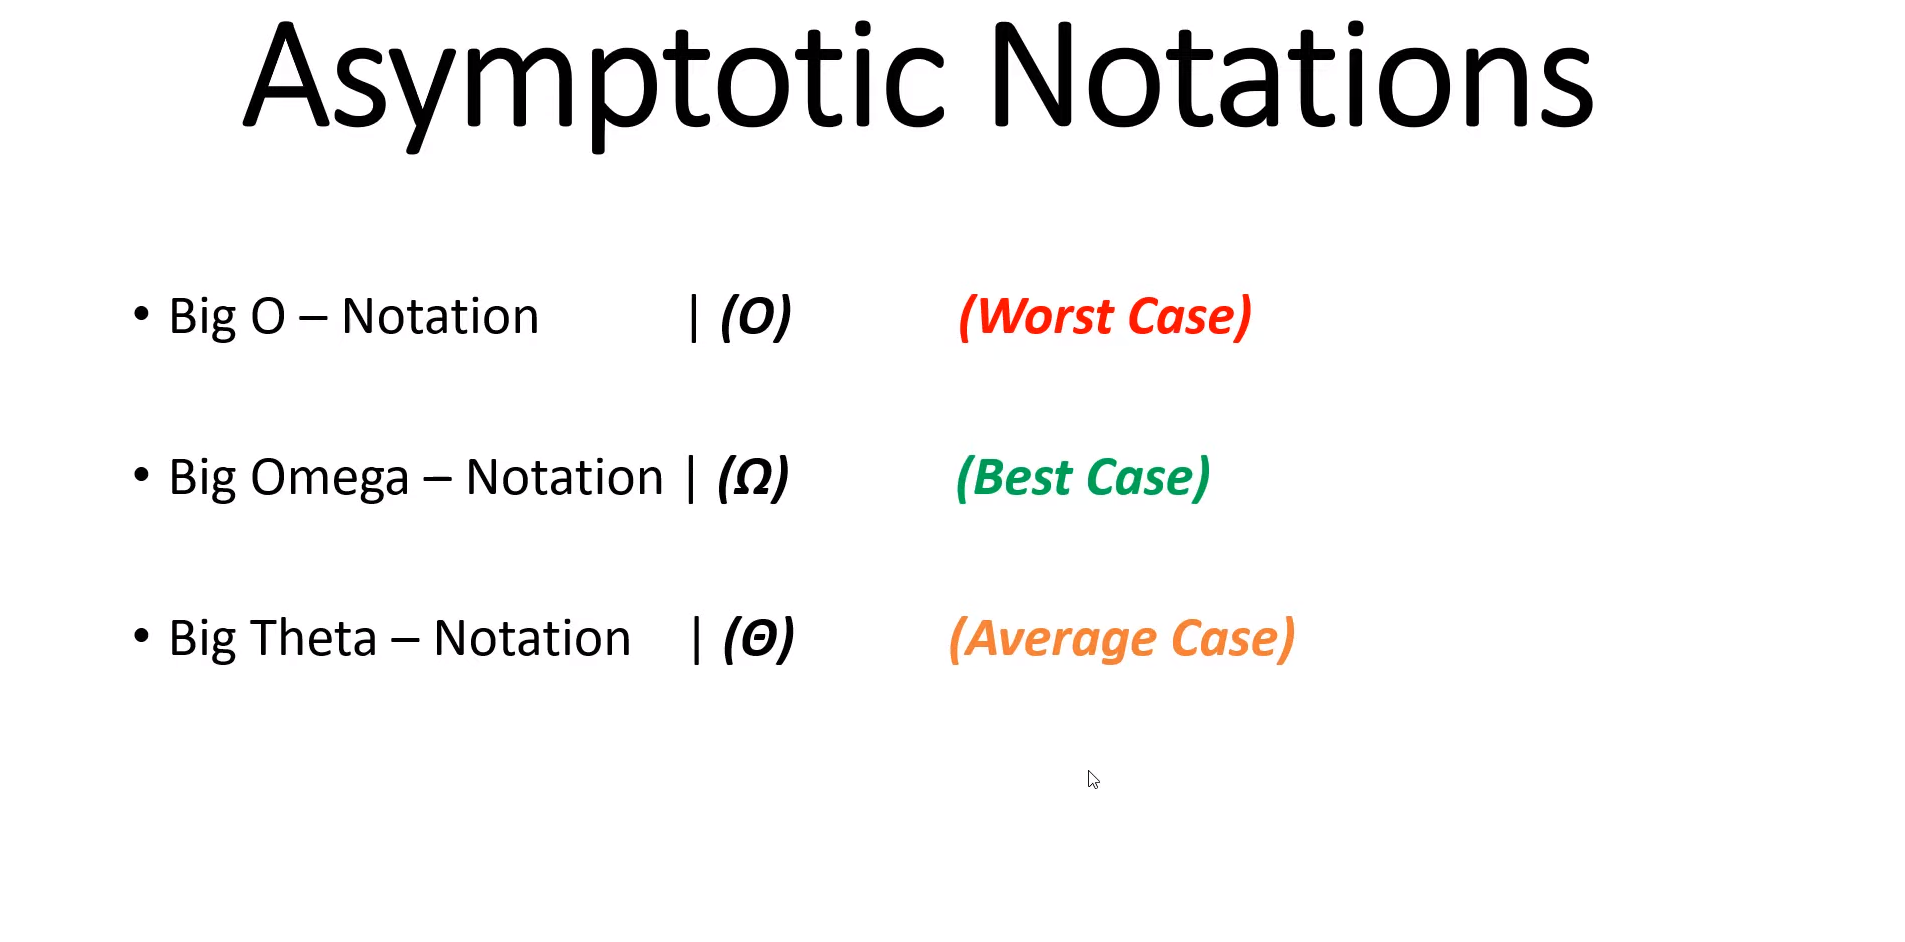 Asymptotic Notations
• Big O – Notation | (O) (Worst Case)
• Big Omega – Notation | (Ω) (Best Case)
• Big Theta – Notation | (Θ) (Average Case)